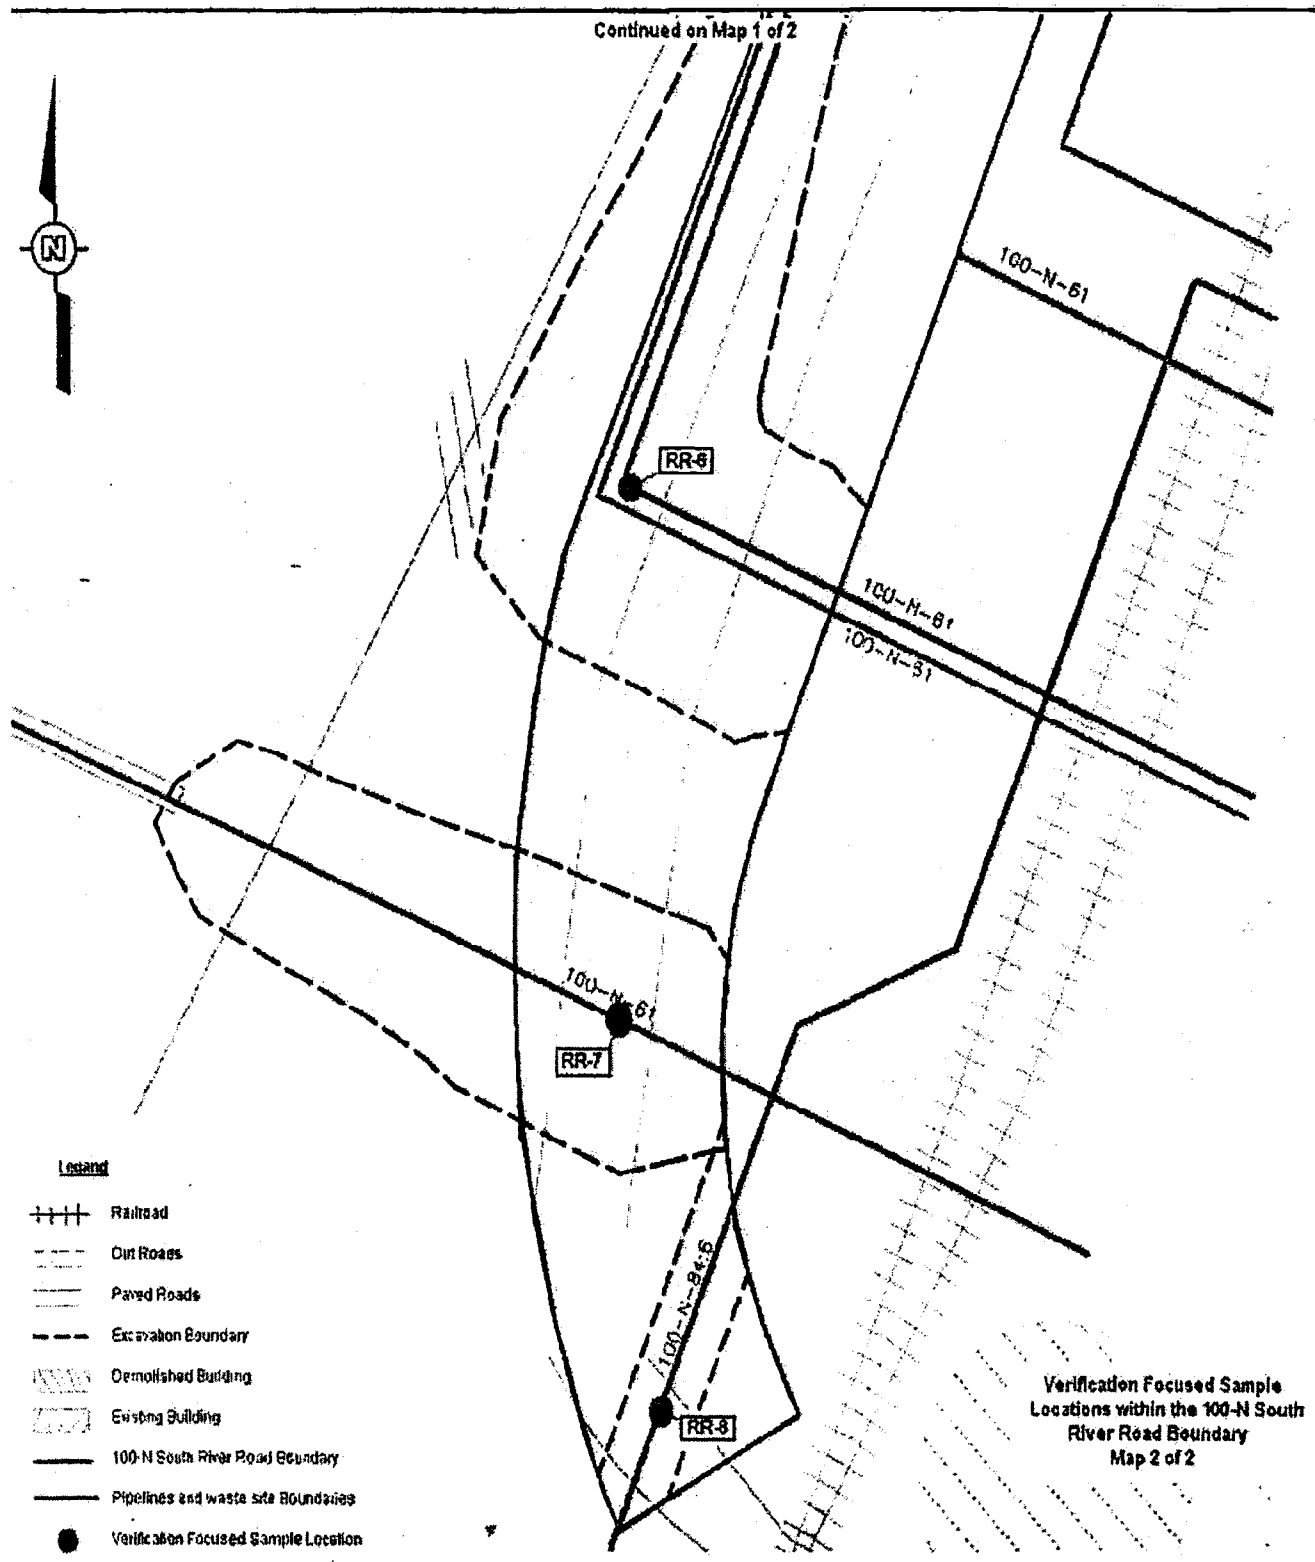 Continued on Map 1 of 2
N
100-N-61
RR-6
100-N-61
100-N-61
100-N-61
RR-7
100-N-84:6
RR-8
Legend
Railroad
Dirt Roads
Paved Roads
Excavation Boundary
Demolished Building
Existing Building
100-N South River Road Boundary
Pipelines and waste site Boundaries
Verification Focused Sample Location
Verification Focused Sample
Locations within the 100-N South
River Road Boundary
Map 2 of 2